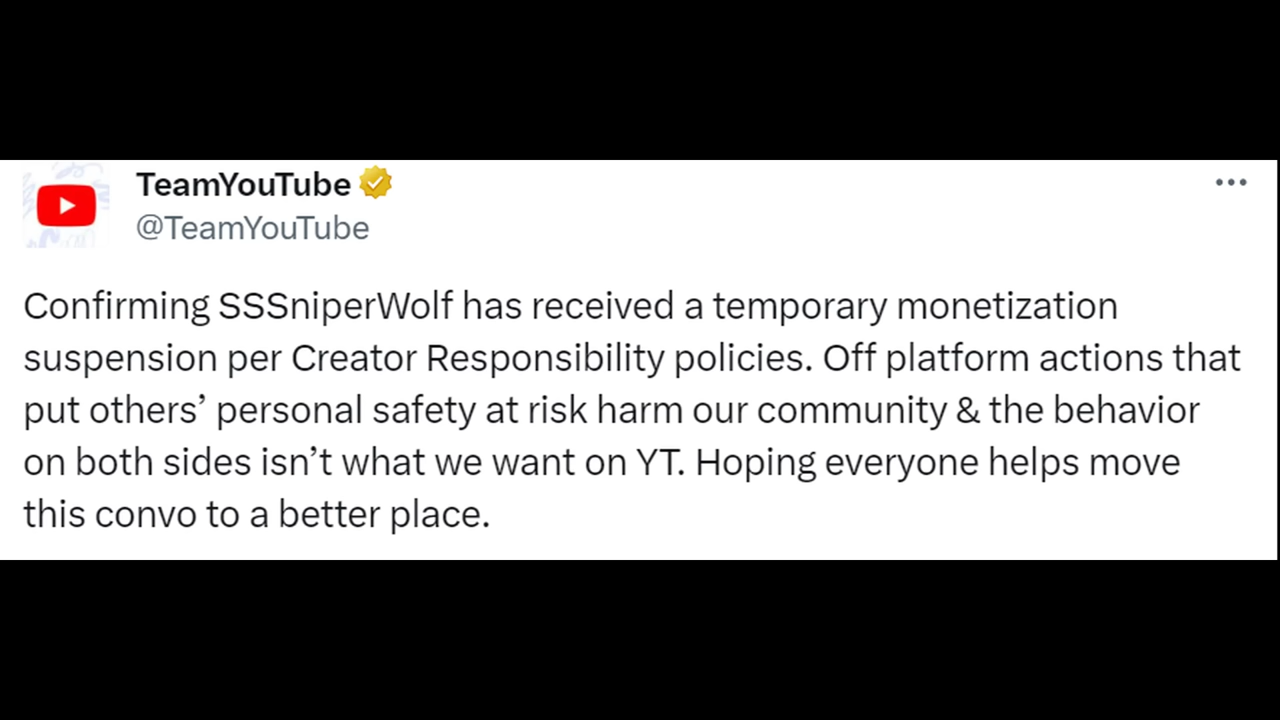 TeamYouTube
@TeamYouTube
Confirming SSSniperWolf has received a temporary monetization
suspension per Creator Responsibility policies. Off platform actions that
put others’ personal safety at risk harm our community & the behavior
on both sides isn’t what we want on YT. Hoping everyone helps move
this convo to a better place.